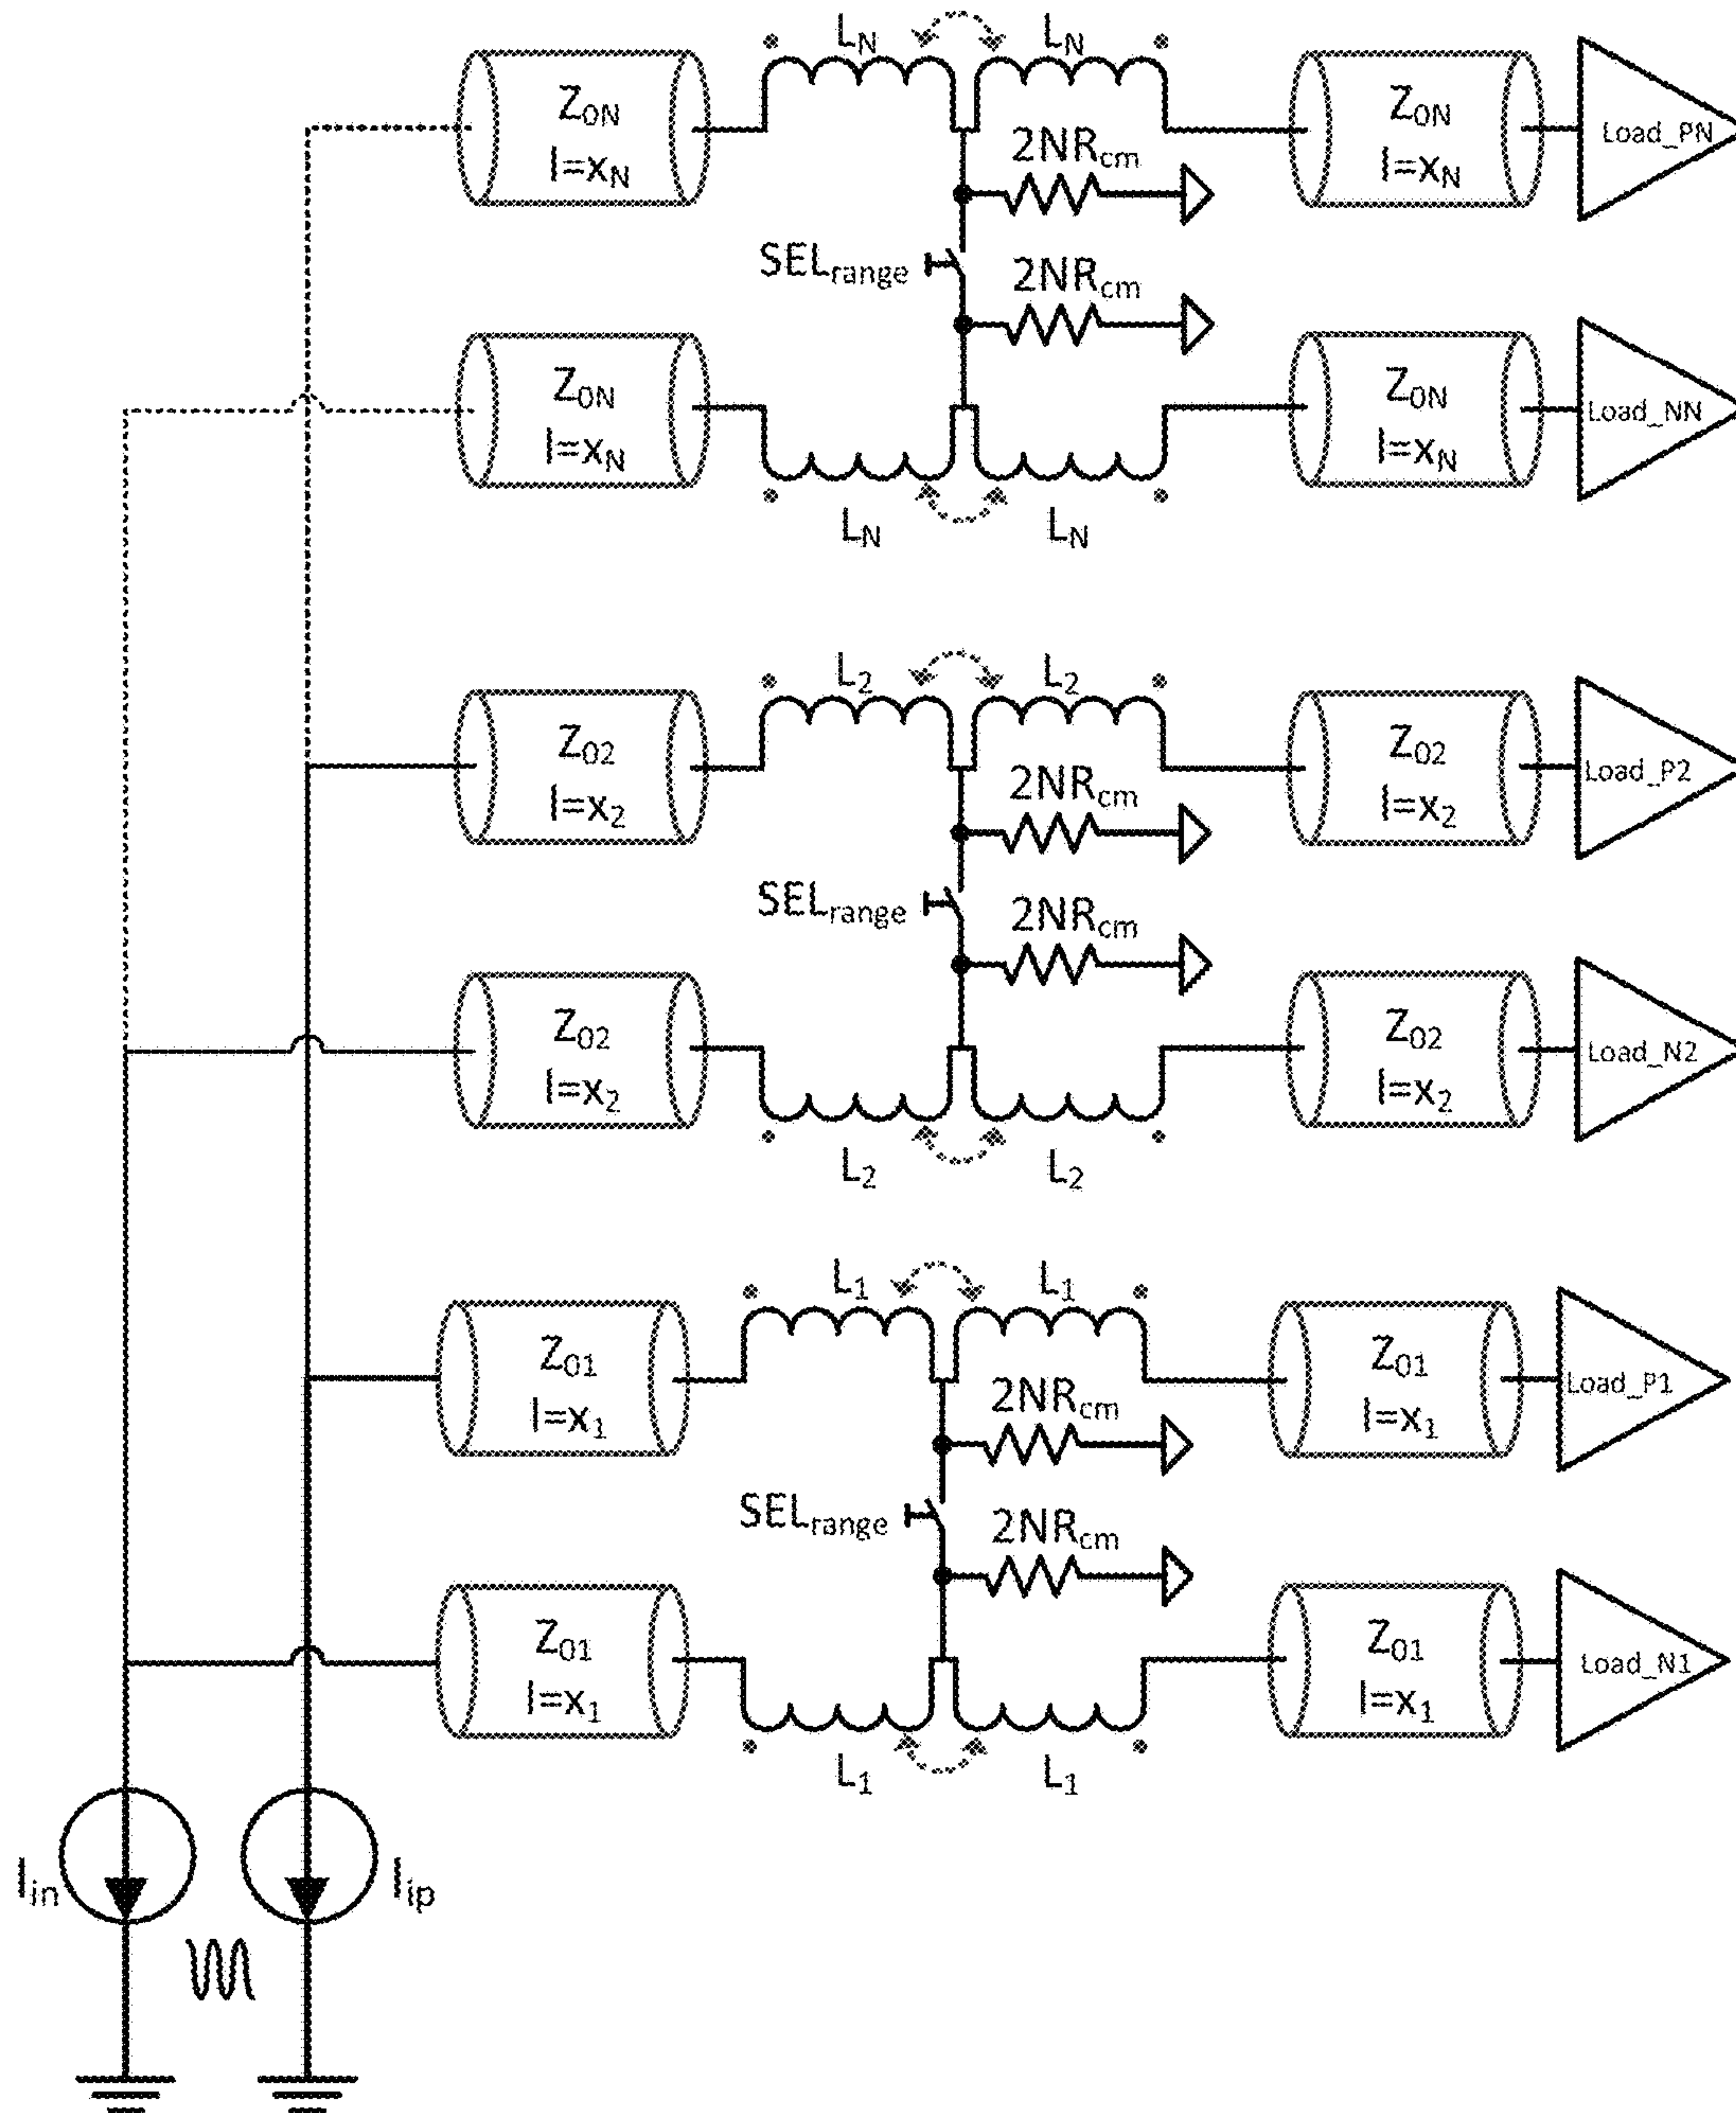 L_N L_N
Z_0N
l=x_N
2NR_cm
Z_0N
l=x_N
Load_PN
SEL_range
2NR_cm
Z_0N
l=x_N
Z_0N
l=x_N
Load_NN
L_N L_N
L_2 L_2
Z_02
l=x_2
2NR_cm
Z_02
l=x_2
Load_P2
SEL_range
2NR_cm
Z_02
l=x_2
Z_02
l=x_2
Load_N2
L_2 L_2
L_1 L_1
Z_01
l=x_1
2NR_cm
Z_01
l=x_1
Load_P1
SEL_range
2NR_cm
Z_01
l=x_1
Z_01
l=x_1
Load_N1
L_1 L_1
I_in
I_ip